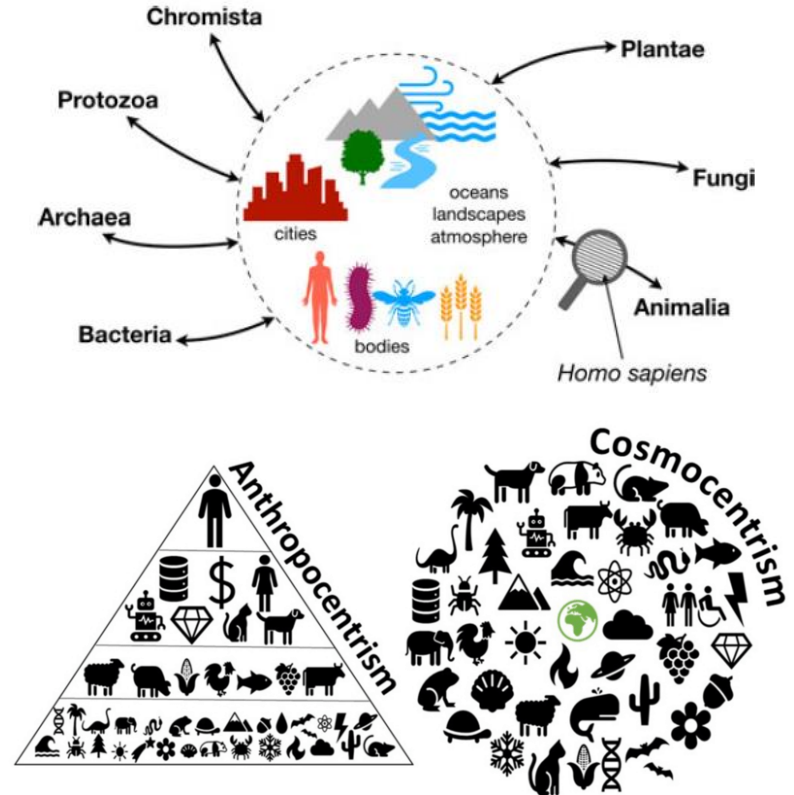 Chromista
Plantae
Protozoa
Fungi
Archaea
cities
oceans
landscapes
atmosphere
Bacteria
bodies
Animalia
Homo sapiens
Anthropocentrism
$
Cosmocentrism